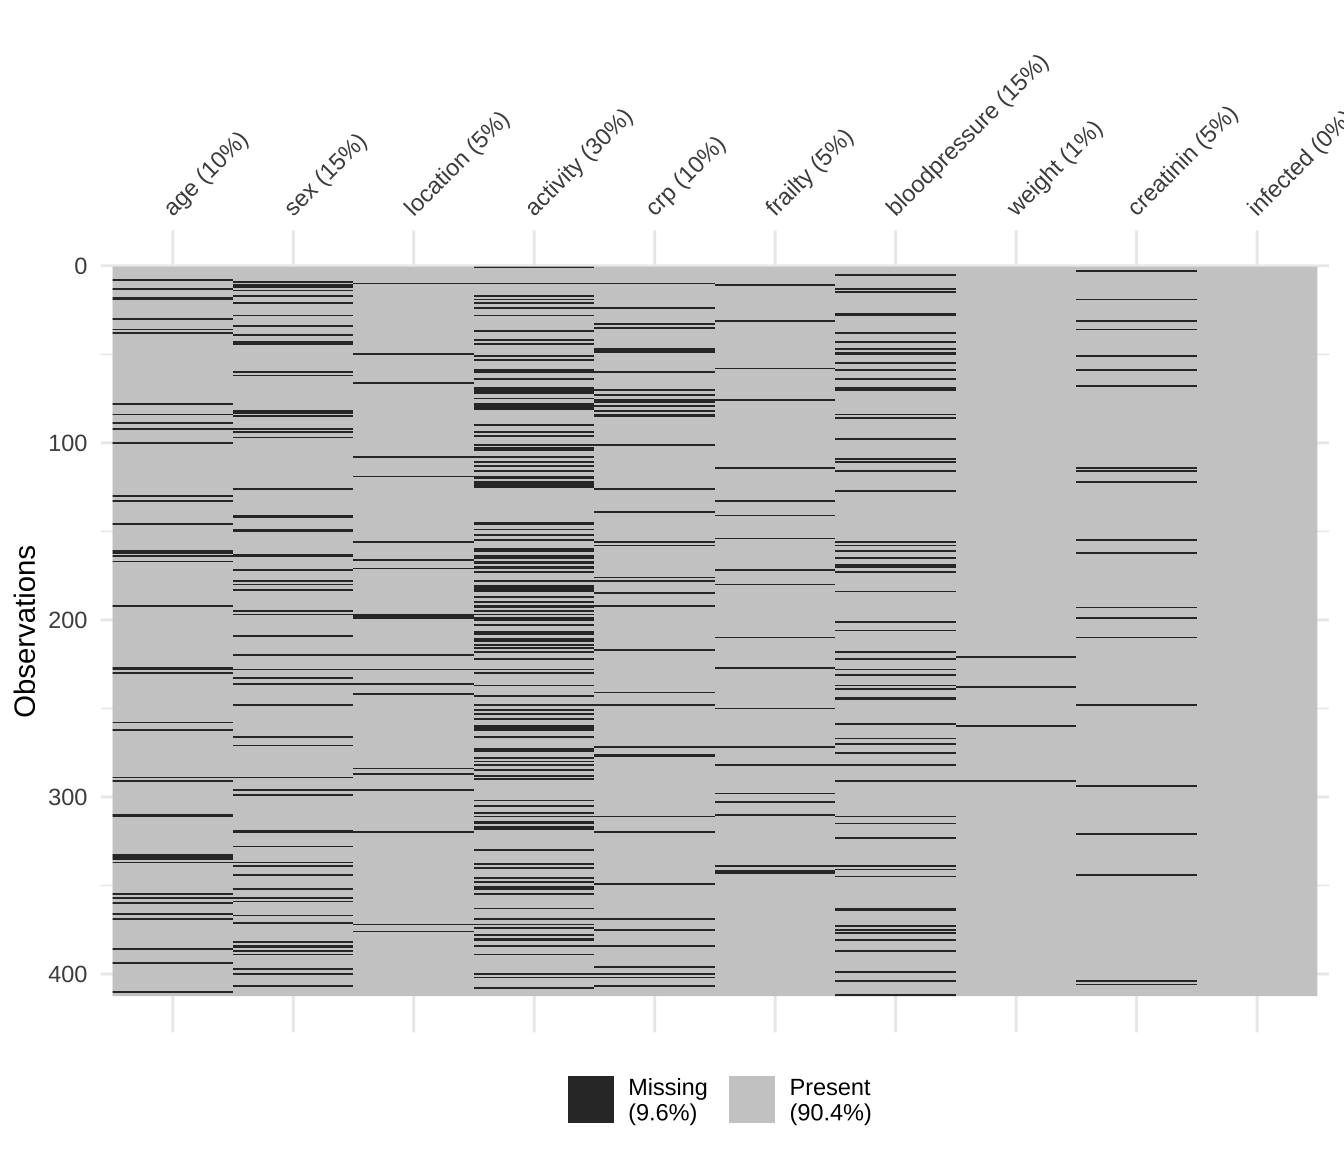 age (10%)
sex (15%)
location (5%)
activity (30%)
crp (10%)
frailty (5%)
bloodpressure (15%)
weight (1%)
creatinin (5%)
infected (0%
0
100
200
300
400
Observations
Missing
(9.6%)
Present
(90.4%)